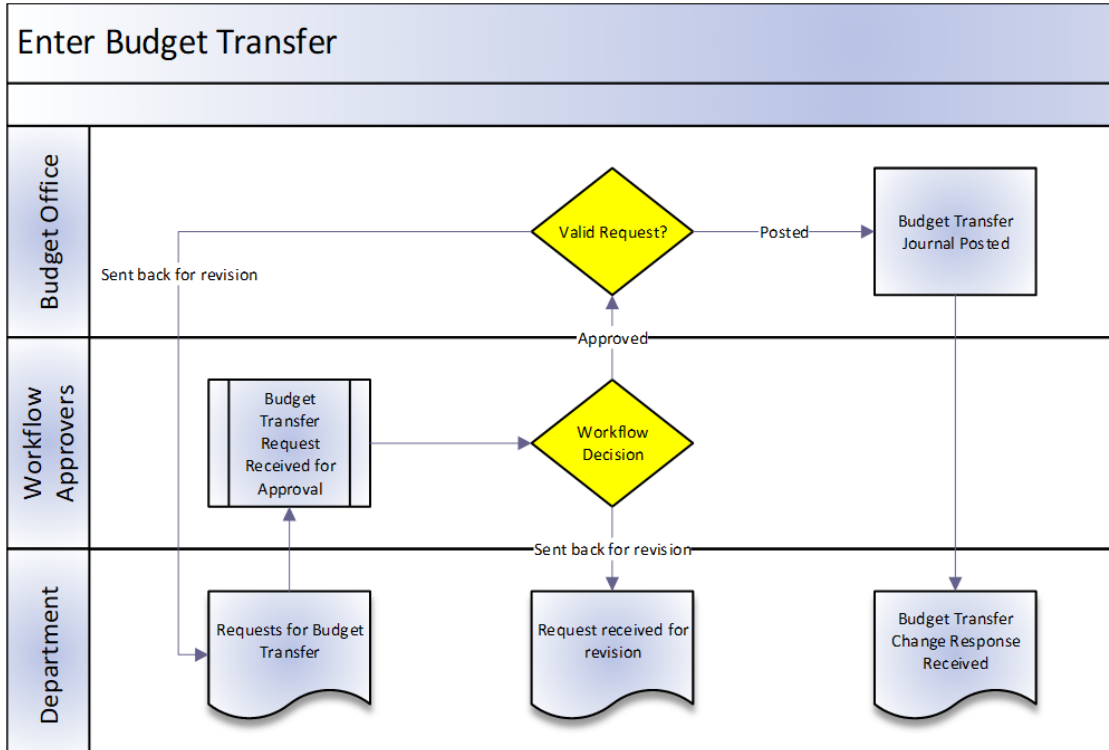 Enter Budget Transfer
Budget Office
Valid Request?
Posted
Budget Transfer
Journal Posted
Sent back for revision
Approved
Workflow
Approvers
Budget
Transfer
Request
Received for
Approval
Workflow
Decision
Sent back for revision
Department
Requests for Budget
Transfer
Request received for
revision
Budget Transfer
Change Response
Received